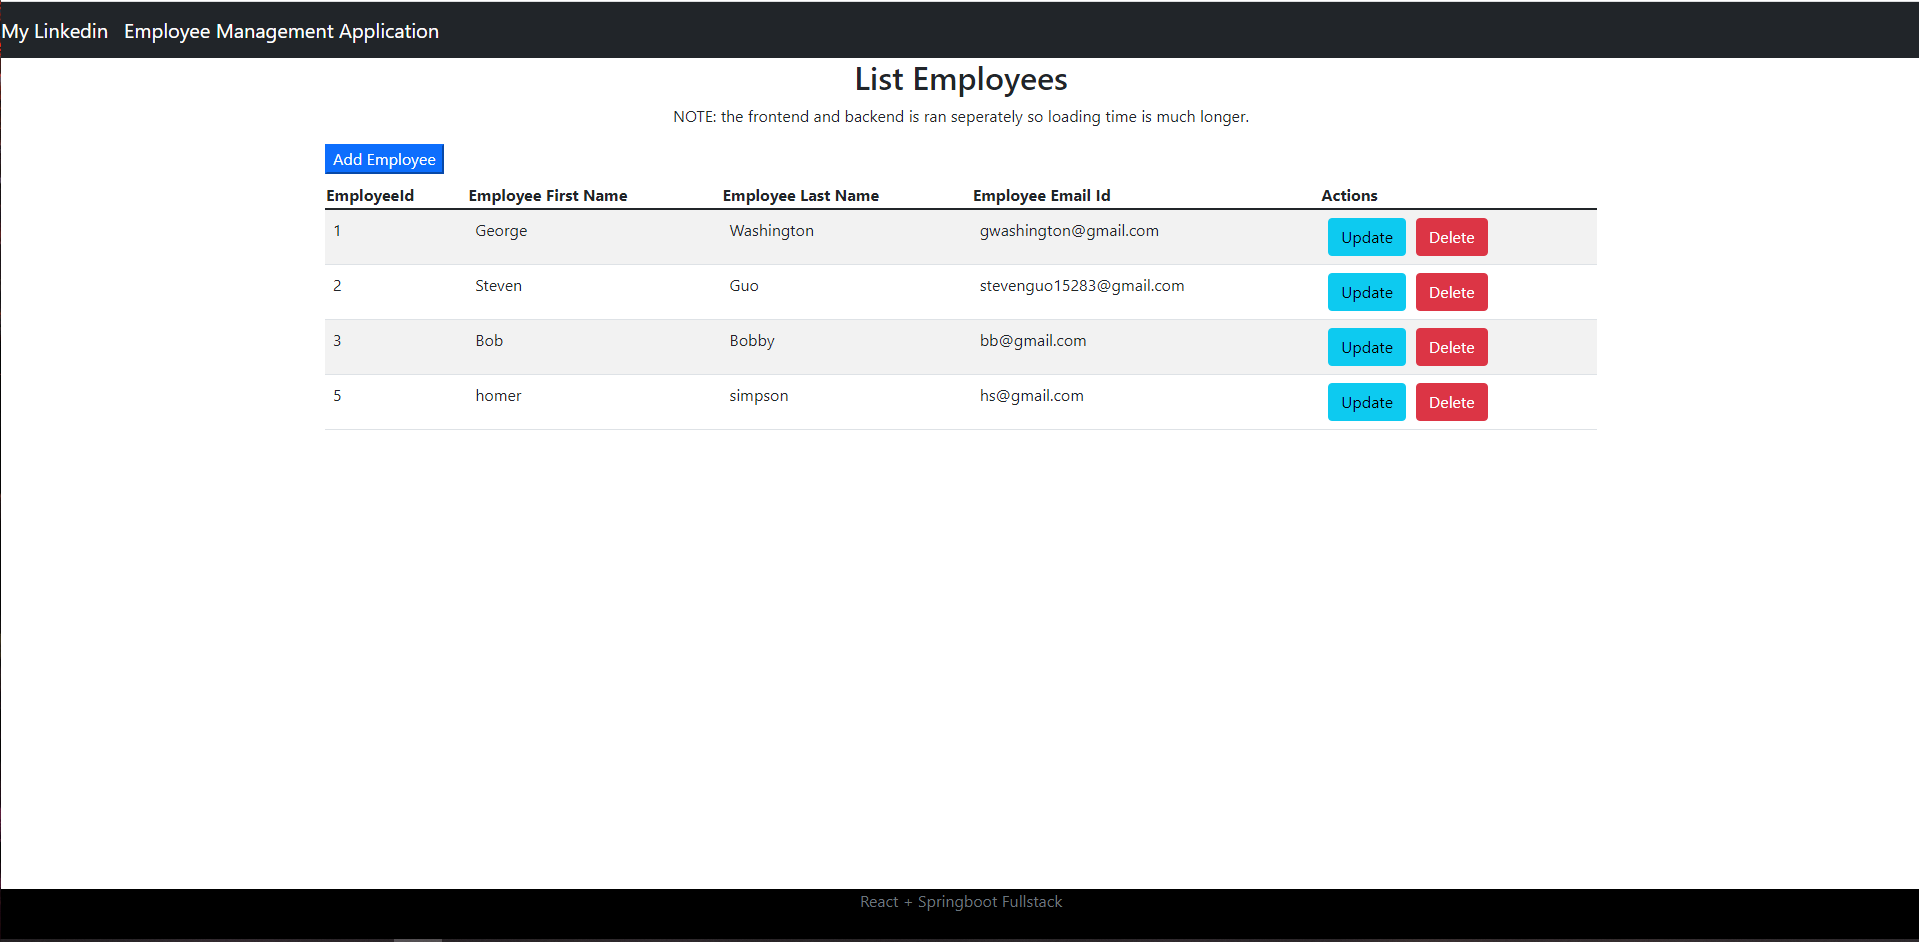 My Linkedin Employee Management Application
List Employees
NOTE: the frontend and backend is ran seperately so loading time is much longer.
Add Employee
EmployeeId Employee First Name Employee Last Name Employee Email Id Actions
1 George Washington gwashington@gmail.com Update Delete
2 Steven Guo stevenguo15283@gmail.com Update Delete
3 Bob Bobby bb@gmail.com Update Delete
5 homer simpson hs@gmail.com Update Delete
React + Springboot Fullstack